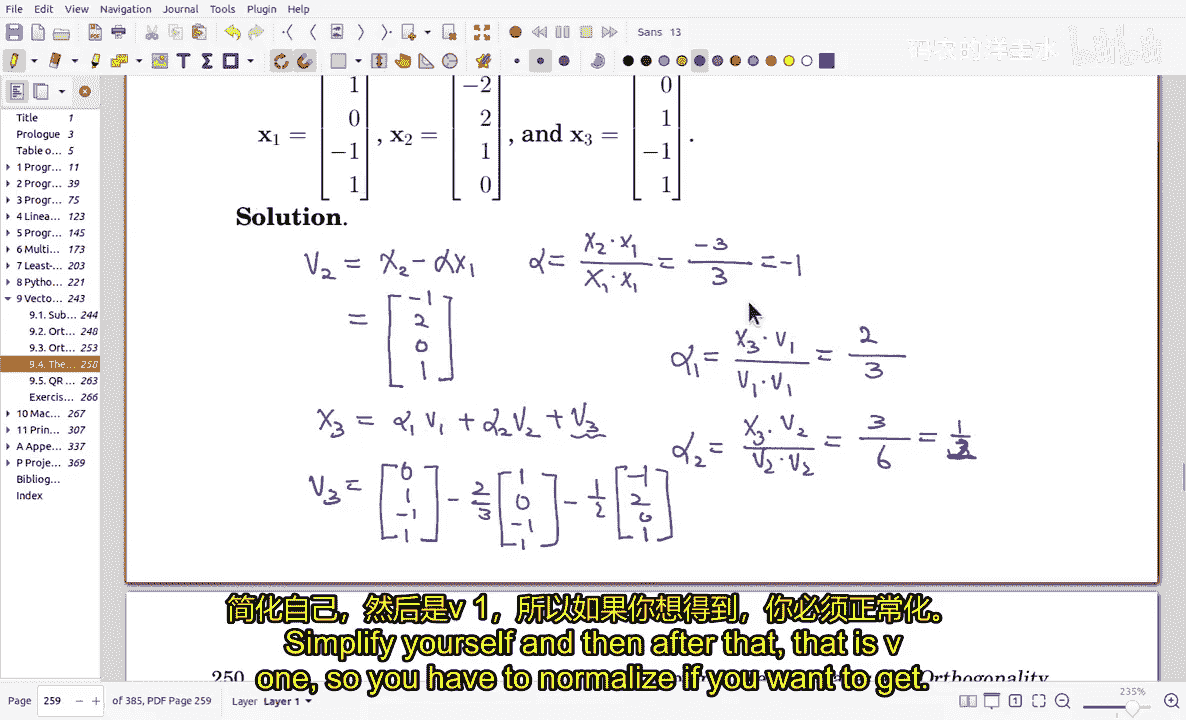 File Edit View Navigation Journal Tools Plugin Help
Sans 13
x1 = [1 0 −1 1], x2 = [−2 2 1 0], and x3 = [0 1 −1 1].
Solution.
V2 = X2 − αX1 α = X2·X1 / X1·X1 = −3/3 = −1
= [−1 2 0 1]
α1 = X3·V1 / V1·V1 = 2/3
X3 = α1 V1 + α2 V2 + V3
α2 = X3·V2 / V2·V2 = 3/6 = 1/2
V3 = [0 1 −1 1] − 2/3 [1 0 −1 1] − 1/2 [−1 2 0 1]
Title 1
Prologue 3
Table o... 5
1 Progr... 11
2 Progr... 39
3 Progr... 75
4 Linea... 123
5 Progr... 145
6 Multi... 173
7 Least-... 203
8 Pytho... 221
9 Vecto... 243
9.1. Sub... 244
9.2. Ort... 248
9.3. Ort... 253
9.4. The... 258
9.5. QR ... 263
Exercis... 266
10 Mac... 267
11 Prin... 307
A Appe... 337
P Proje... 369
Bibliog...
Index
简化自己，然后是v 1，所以如果你想得到，你必须正常化。
Simplify yourself and then after that, that is v
one, so you have to normalize if you want to get.
250
Orthogonality
Page 259 − + of 385, PDF Page 259 Layer Layer 1
235%